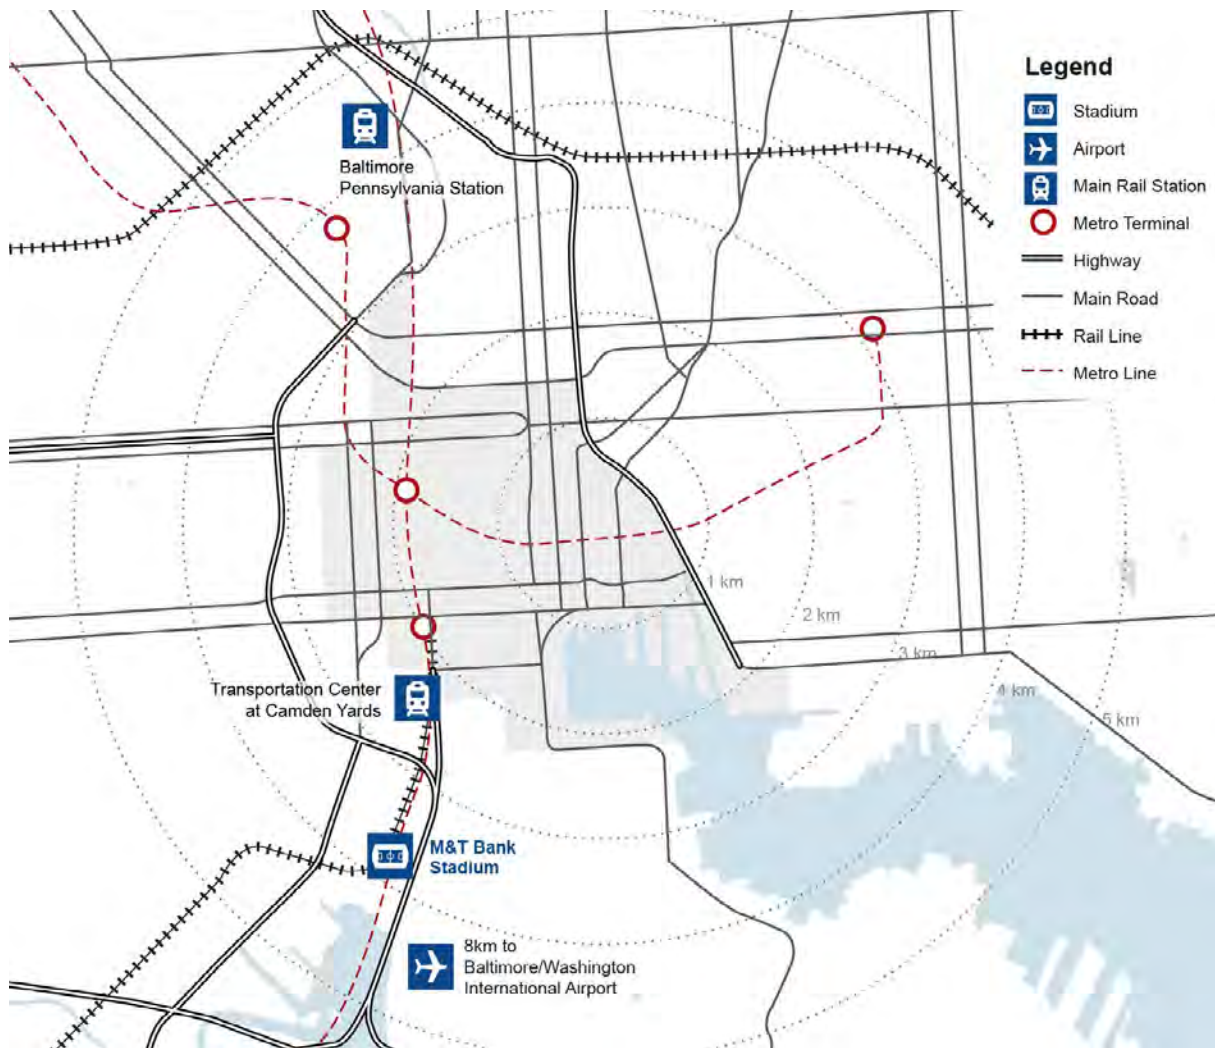 Legend
Stadium
Airport
Main Rail Station
Metro Terminal
Highway
Main Road
Rail Line
Metro Line
Baltimore
Pennsylvania Station
1 km
2 km
3 km
4 km
5 km
Transportation Center
at Camden Yards
M&T Bank
Stadium
8km to
Baltimore/Washington
International Airport